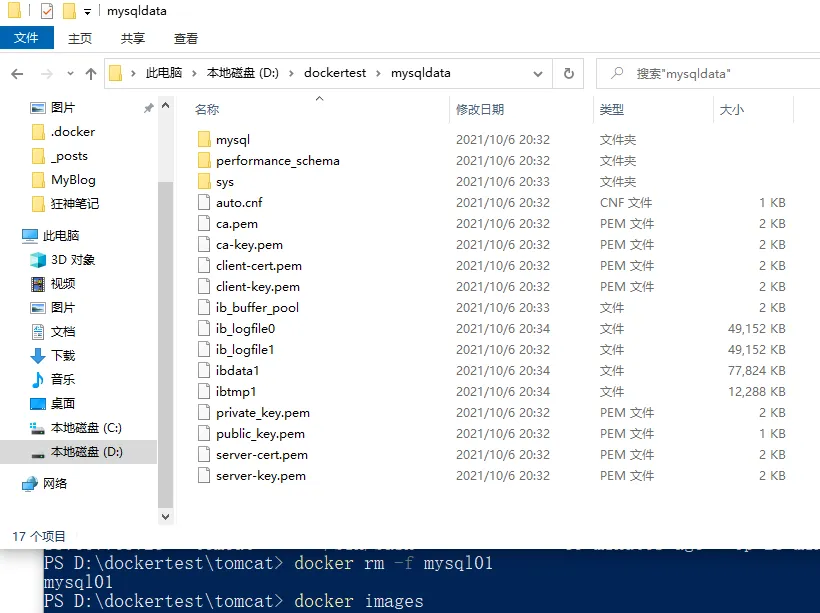 mysqldata
文件 主页 共享 查看
此电脑 本地磁盘 (D:) dockertest mysqldata 搜索"mysqldata"
图片
.docker
_posts
MyBlog
狂神笔记
此电脑
3D 对象
视频
图片
文档
下载
音乐
桌面
本地磁盘 (C:)
本地磁盘 (D:)
网络
名称 修改日期 类型 大小
mysql 2021/10/6 20:32 文件夹
performance_schema 2021/10/6 20:32 文件夹
sys 2021/10/6 20:33 文件夹
auto.cnf 2021/10/6 20:32 CNF 文件 1 KB
ca.pem 2021/10/6 20:32 PEM 文件 2 KB
ca-key.pem 2021/10/6 20:32 PEM 文件 2 KB
client-cert.pem 2021/10/6 20:32 PEM 文件 2 KB
client-key.pem 2021/10/6 20:32 PEM 文件 2 KB
ib_buffer_pool 2021/10/6 20:33 文件 2 KB
ib_logfile0 2021/10/6 20:34 文件 49,152 KB
ib_logfile1 2021/10/6 20:32 文件 49,152 KB
ibdata1 2021/10/6 20:34 文件 77,824 KB
ibtmp1 2021/10/6 20:34 文件 12,288 KB
private_key.pem 2021/10/6 20:32 PEM 文件 2 KB
public_key.pem 2021/10/6 20:32 PEM 文件 1 KB
server-cert.pem 2021/10/6 20:32 PEM 文件 2 KB
server-key.pem 2021/10/6 20:32 PEM 文件 2 KB
17 个项目
PS D:\dockertest\tomcat> docker rm -f mysql01
mysql01
PS D:\dockertest\tomcat> docker images